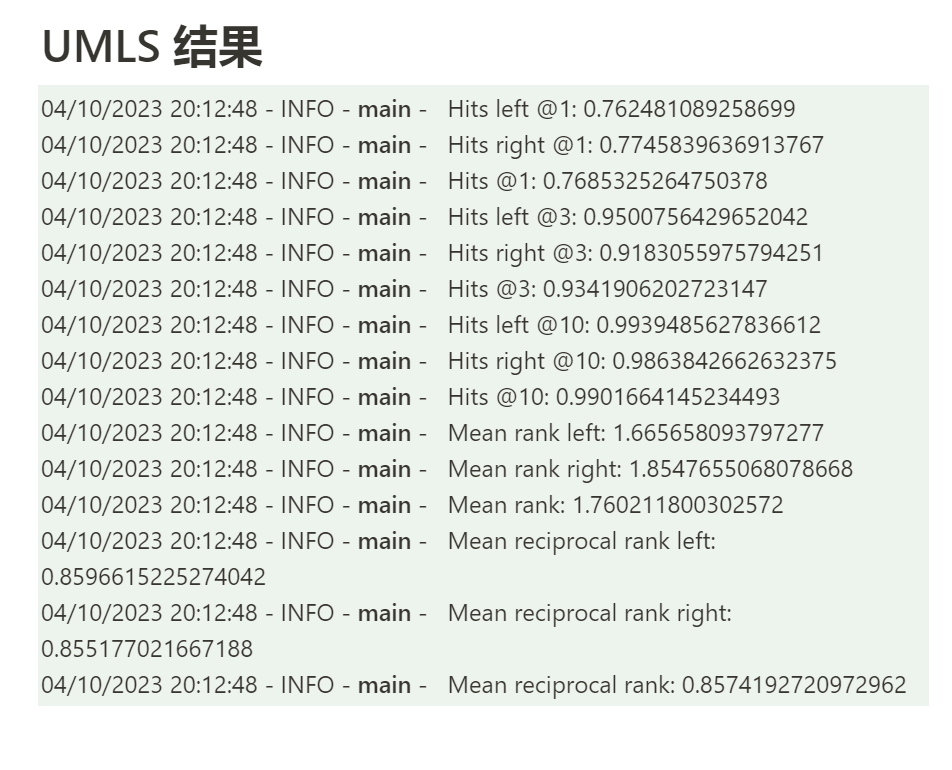 UMLS 结果
04/10/2023 20:12:48 - INFO - main - Hits left @1: 0.762481089258699
04/10/2023 20:12:48 - INFO - main - Hits right @1: 0.7745839636913767
04/10/2023 20:12:48 - INFO - main - Hits @1: 0.7685325264750378
04/10/2023 20:12:48 - INFO - main - Hits left @3: 0.9500756429652042
04/10/2023 20:12:48 - INFO - main - Hits right @3: 0.9183055975794251
04/10/2023 20:12:48 - INFO - main - Hits @3: 0.9341906202723147
04/10/2023 20:12:48 - INFO - main - Hits left @10: 0.9939485627836612
04/10/2023 20:12:48 - INFO - main - Hits right @10: 0.9863842662632375
04/10/2023 20:12:48 - INFO - main - Hits @10: 0.9901664145234493
04/10/2023 20:12:48 - INFO - main - Mean rank left: 1.665658093797277
04/10/2023 20:12:48 - INFO - main - Mean rank right: 1.8547655068078668
04/10/2023 20:12:48 - INFO - main - Mean rank: 1.760211800302572
04/10/2023 20:12:48 - INFO - main - Mean reciprocal rank left:
0.8596615225274042
04/10/2023 20:12:48 - INFO - main - Mean reciprocal rank right:
0.855177021667188
04/10/2023 20:12:48 - INFO - main - Mean reciprocal rank: 0.8574192720972962